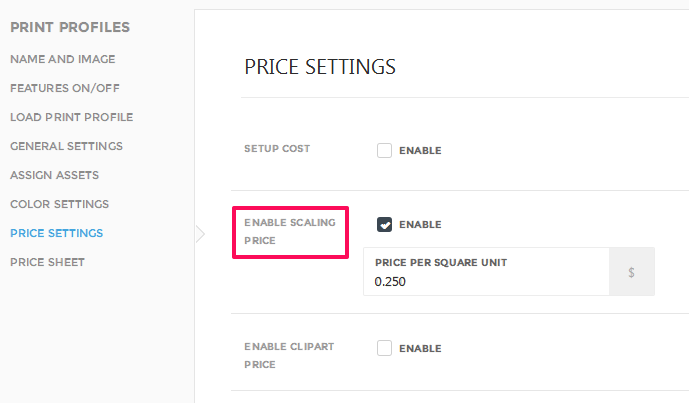 PRINT PROFILES
NAME AND IMAGE
FEATURES ON/OFF
LOAD PRINT PROFILE
GENERAL SETTINGS
ASSIGN ASSETS
COLOR SETTINGS
PRICE SETTINGS
PRICE SHEET
PRICE SETTINGS
SETUP COST
ENABLE
ENABLE SCALING
PRICE
ENABLE
PRICE PER SQUARE UNIT
0.250
$
ENABLE CLIPART
PRICE
ENABLE